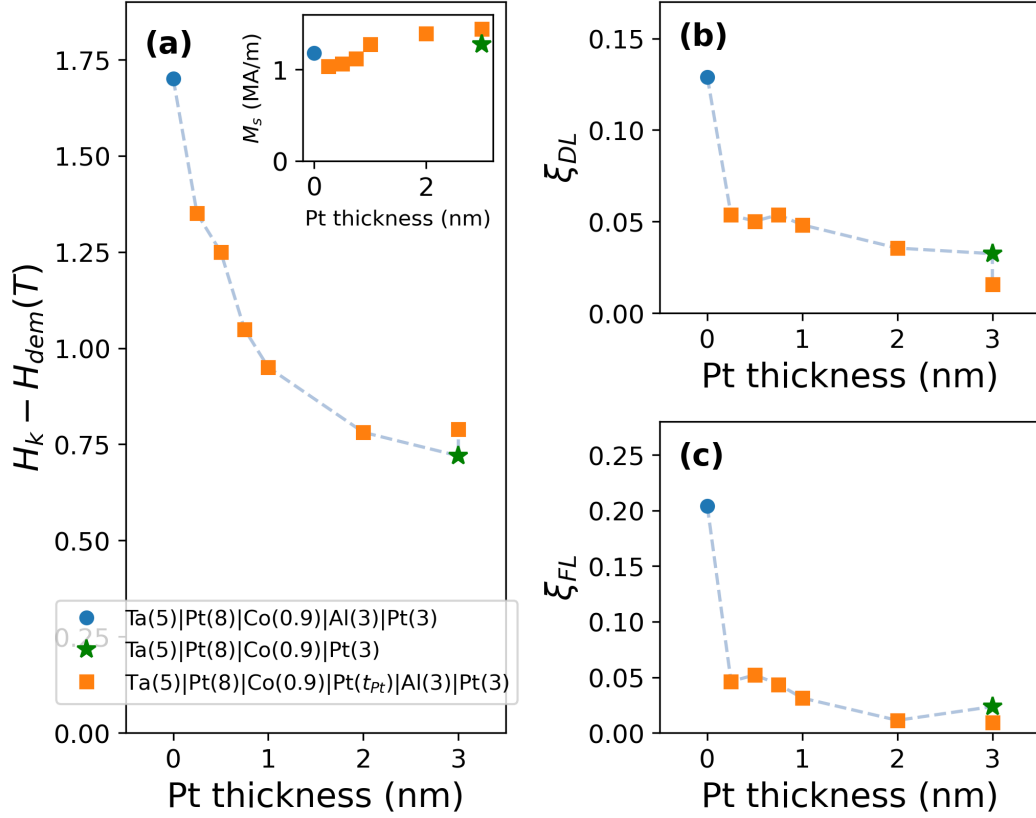 (a)
H_k − H_dem(T)
1.75
1.50
1.25
1.00
0.75
0.50
0.25
0.00
0 1 2 3
Pt thickness (nm)
M_s (MA/m)
1
0
0 2
Pt thickness (nm)
Ta(5)|Pt(8)|Co(0.9)|Al(3)|Pt(3)
Ta(5)|Pt(8)|Co(0.9)|Pt(3)
Ta(5)|Pt(8)|Co(0.9)|Pt(t_Pt)|Al(3)|Pt(3)
(b)
ξ_DL
0.15
0.10
0.05
0.00
0 1 2 3
Pt thickness (nm)
(c)
ξ_FL
0.25
0.20
0.15
0.10
0.05
0.00
0 1 2 3
Pt thickness (nm)